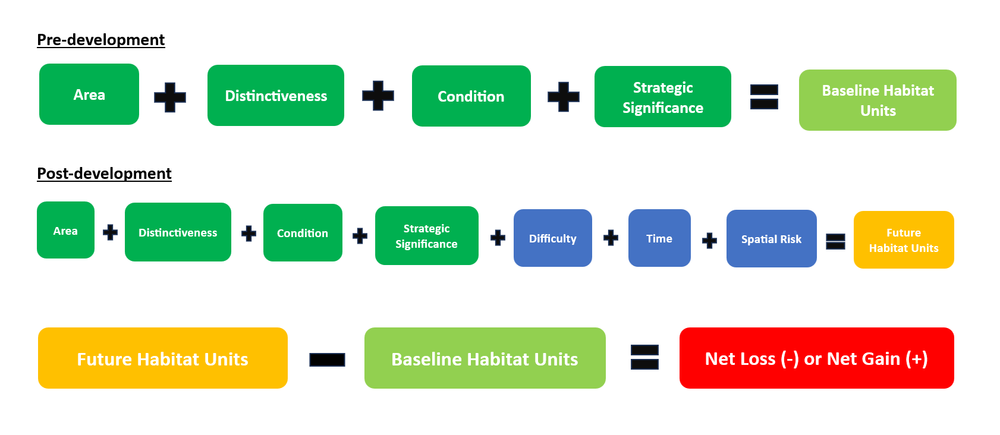 Pre-development
Area
Distinctiveness
Condition
Strategic
Significance
Baseline Habitat
Units
Post-development
Area
Distinctiveness
Condition
Strategic
Significance
Difficulty
Time
Spatial Risk
Future
Habitat Units
Future Habitat Units
Baseline Habitat Units
Net Loss (-) or Net Gain (+)